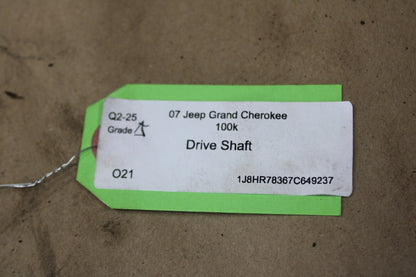 Q2-25
07 Jeep Grand Cherokee
Grade A
100k
Drive Shaft
O21
1J8HR78367C649237